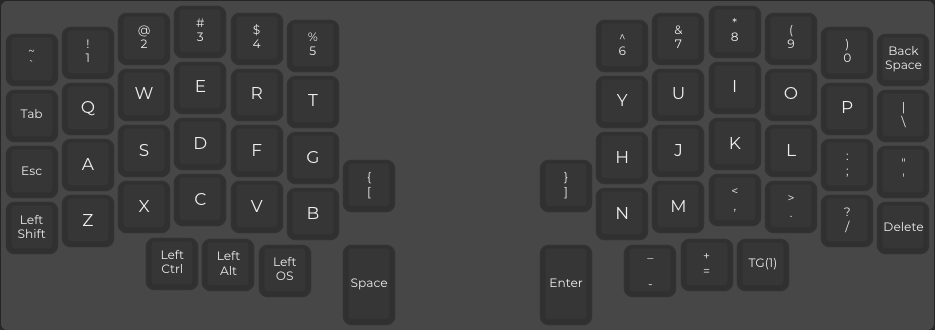 ~
`
!
1
@
2
#
3
$
4
%
5
^
6
&
7
*
8
(
9
)
0
Back
Space
Tab
Q
W
E
R
T
Y
U
I
O
P
|
\
Esc
A
S
D
F
G
{
[
}
]
H
J
K
L
:
;
"
'
Left
Shift
Z
X
C
V
B
N
M
<
,
>
.
?
/
Delete
Left
Ctrl
Left
Alt
Left
OS
Space
Enter
_
-
+
=
TG(1)